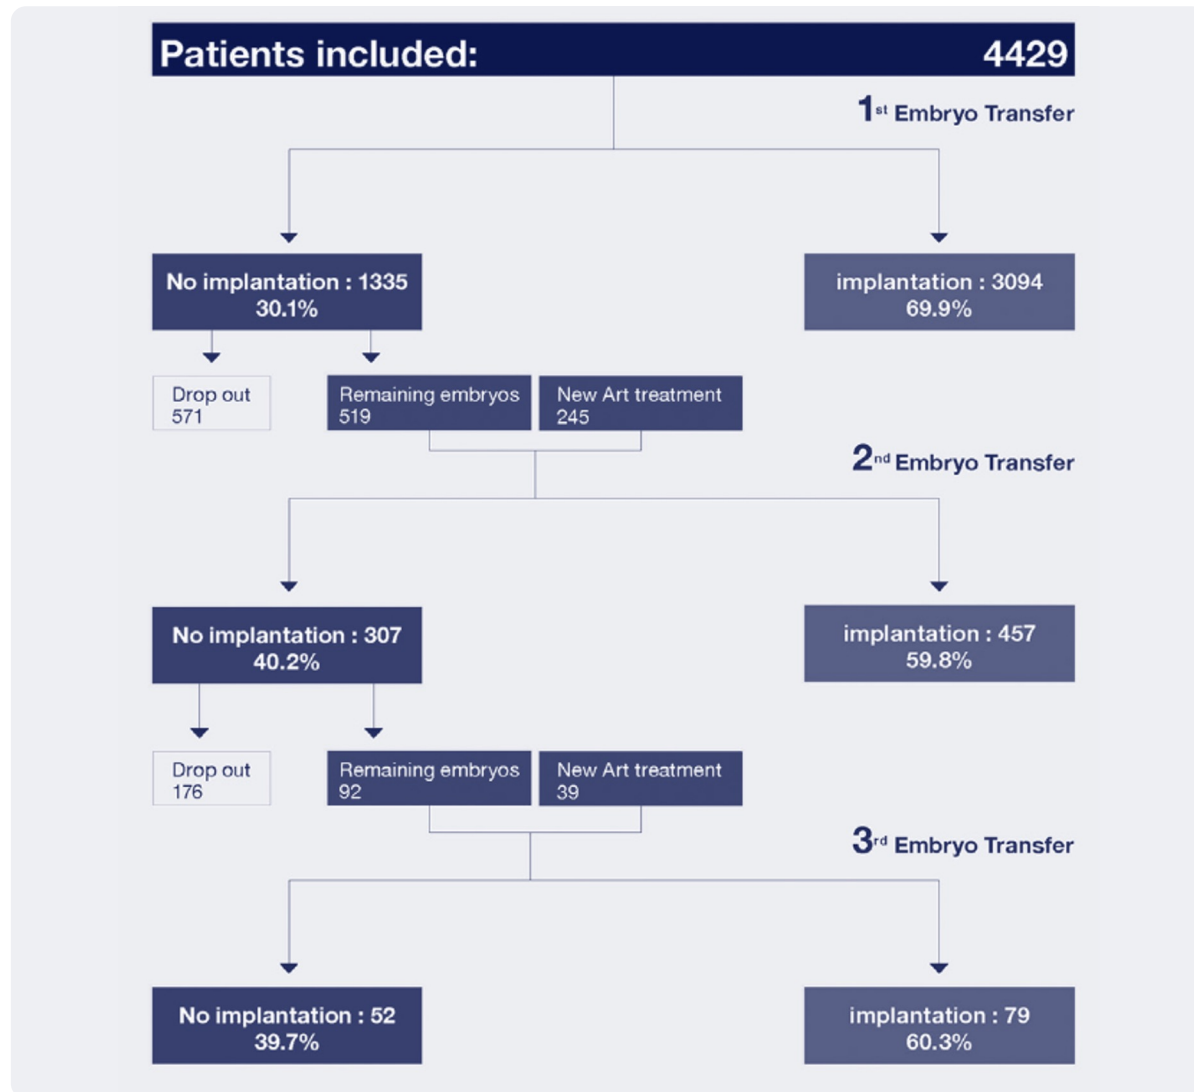 Patients included: 4429
1st Embryo Transfer
No implantation : 1335
30.1%
implantation : 3094
69.9%
Drop out
571
Remaining embryos
519
New Art treatment
245
2nd Embryo Transfer
No implantation : 307
40.2%
implantation : 457
59.8%
Drop out
176
Remaining embryos
92
New Art treatment
39
3rd Embryo Transfer
No implantation : 52
39.7%
implantation : 79
60.3%